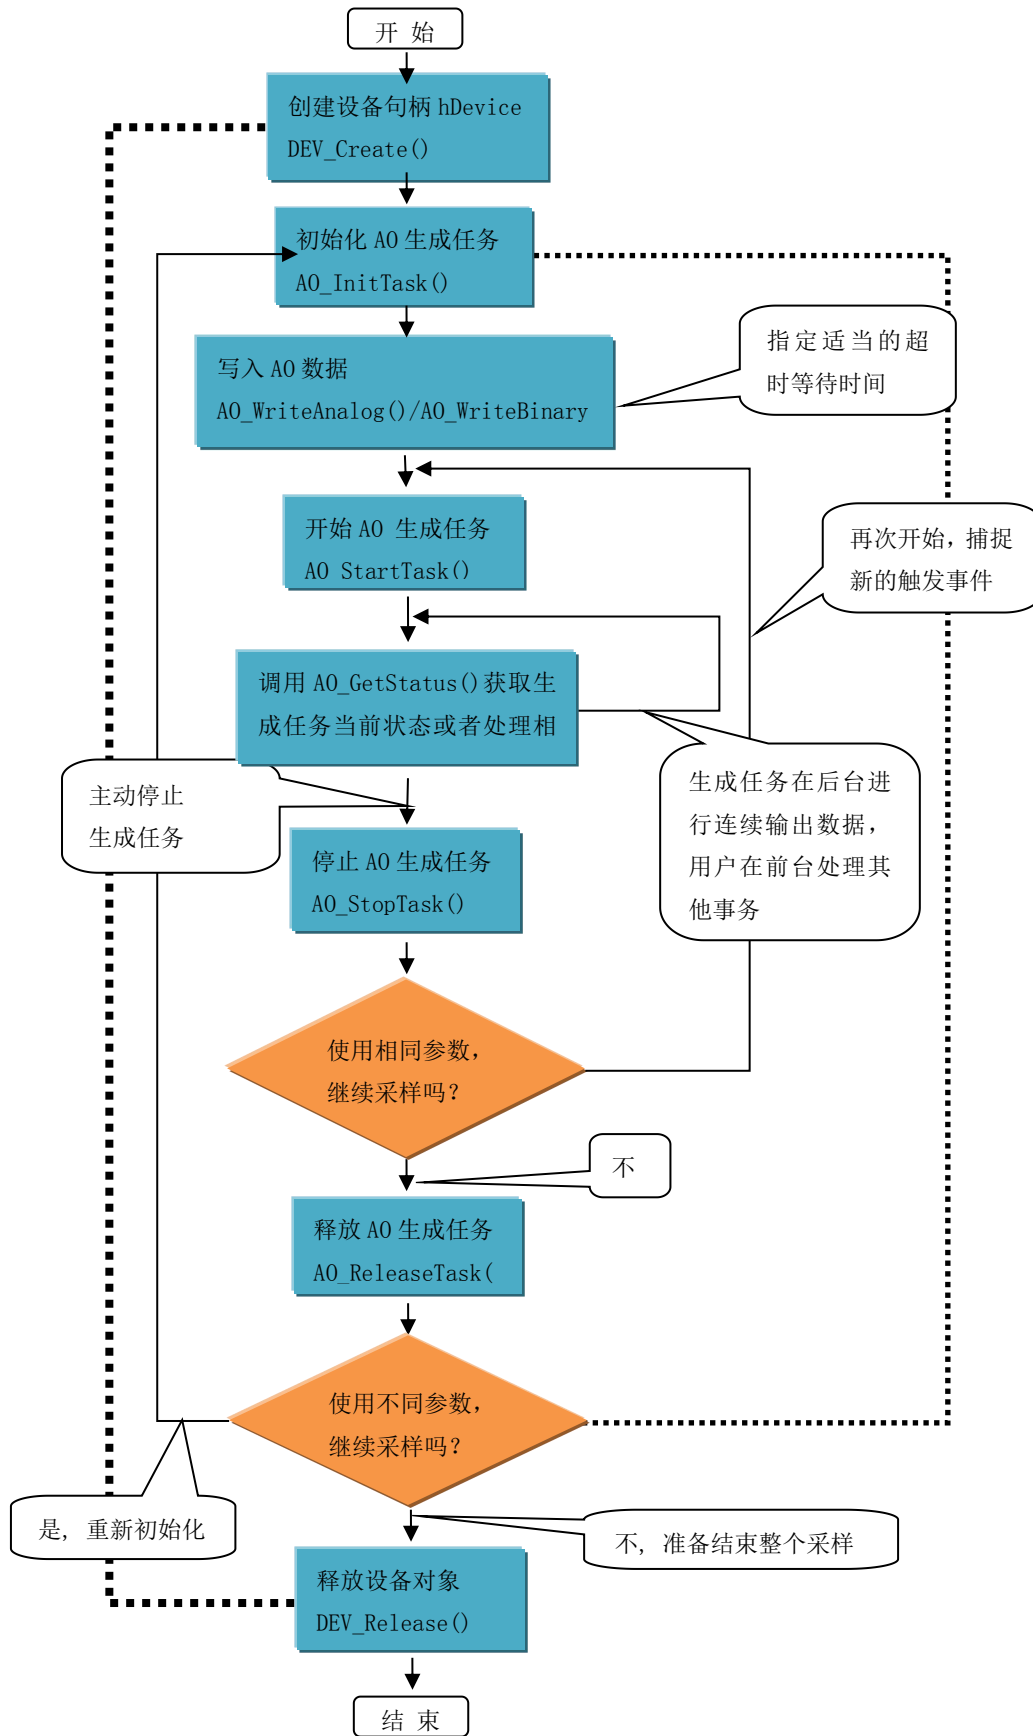 开 始
创建设备句柄 hDevice
DEV_Create()
初始化 AO 生成任务
AO_InitTask()
写入 AO 数据
AO_WriteAnalog()/AO_WriteBinary
指定适当的超
时等待时间
开始 AO 生成任务
AO StartTask()
再次开始，捕捉
新的触发事件
调用 AO_GetStatus()获取生
成任务当前状态或者处理相
主动停止
生成任务
生成任务在后台进
行连续输出数据，
用户在前台处理其
他事务
停止 AO 生成任务
AO_StopTask()
使用相同参数，
继续采样吗？
不
释放 AO 生成任务
AO_ReleaseTask(
使用不同参数，
继续采样吗？
是，重新初始化
不，准备结束整个采样
释放设备对象
DEV_Release()
结 束